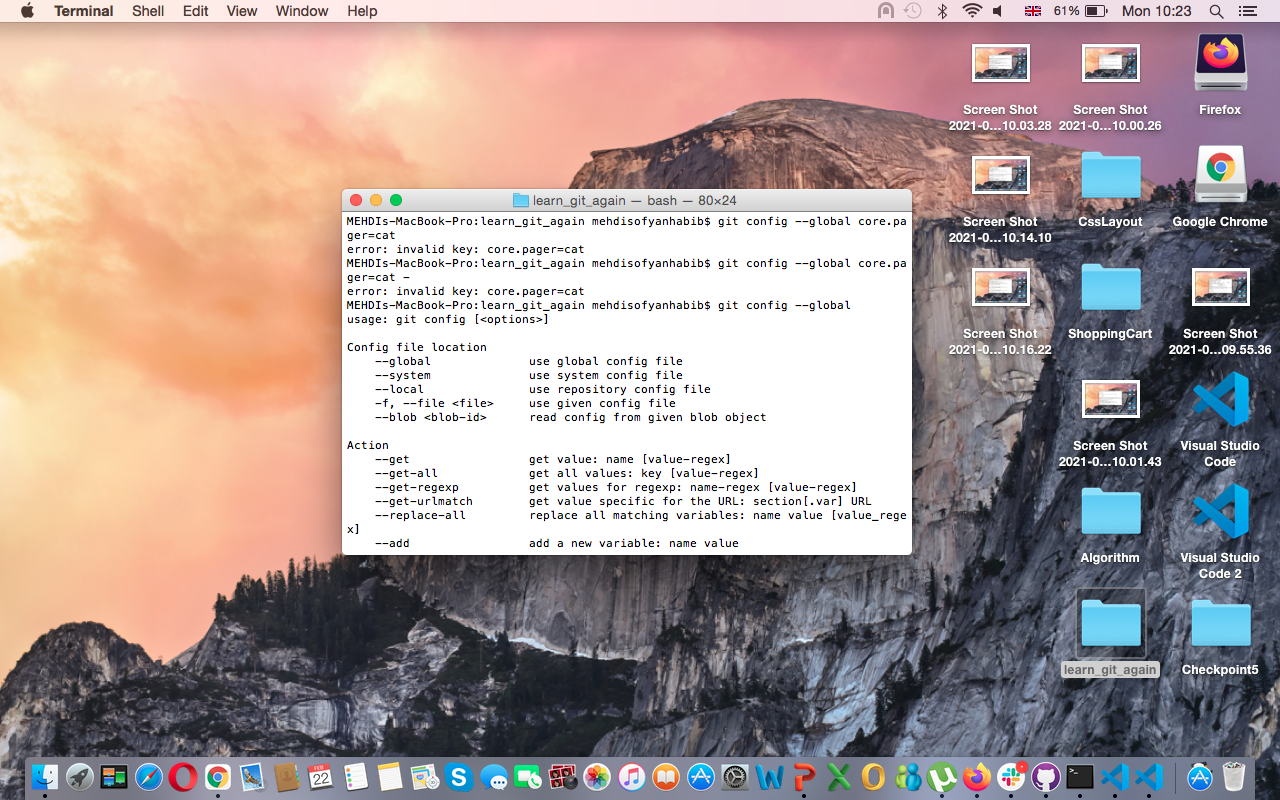 Terminal Shell Edit View Window Help 61% Mon 10:23
Screen Shot
2021-0...10.03.28
Screen Shot
2021-0...10.00.26
Firefox
Screen Shot
2021-0...10.14.10
CssLayout
Google Chrome
Screen Shot
2021-0...10.16.22
ShoppingCart
Screen Shot
2021-0...09.55.36
Screen Shot
2021-0...10.01.43
Visual Studio
Code
Algorithm
Visual Studio
Code 2
learn_git_again
Checkpoint5
learn_git_again — bash — 80×24
MEHDIs-MacBook-Pro:learn_git_again mehdisofyanhabib$ git config --global core.pa
ger=cat
error: invalid key: core.pager=cat
MEHDIs-MacBook-Pro:learn_git_again mehdisofyanhabib$ git config --global core.pa
ger=cat -
error: invalid key: core.pager=cat
MEHDIs-MacBook-Pro:learn_git_again mehdisofyanhabib$ git config --global
usage: git config [<options>]
Config file location
--global use global config file
--system use system config file
--local use repository config file
-f, --file <file> use given config file
--blob <blob-id> read config from given blob object
Action
--get get value: name [value-regex]
--get-all get all values: key [value-regex]
--get-regexp get values for regexp: name-regex [value-regex]
--get-urlmatch get value specific for the URL: section[.var] URL
--replace-all replace all matching variables: name value [value_rege
x]
--add add a new variable: name value
FEB
22